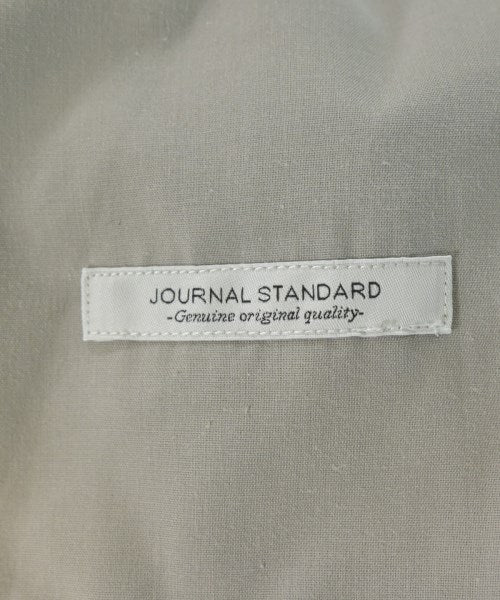 JOURNAL STANDARD
-Genuine original quality-